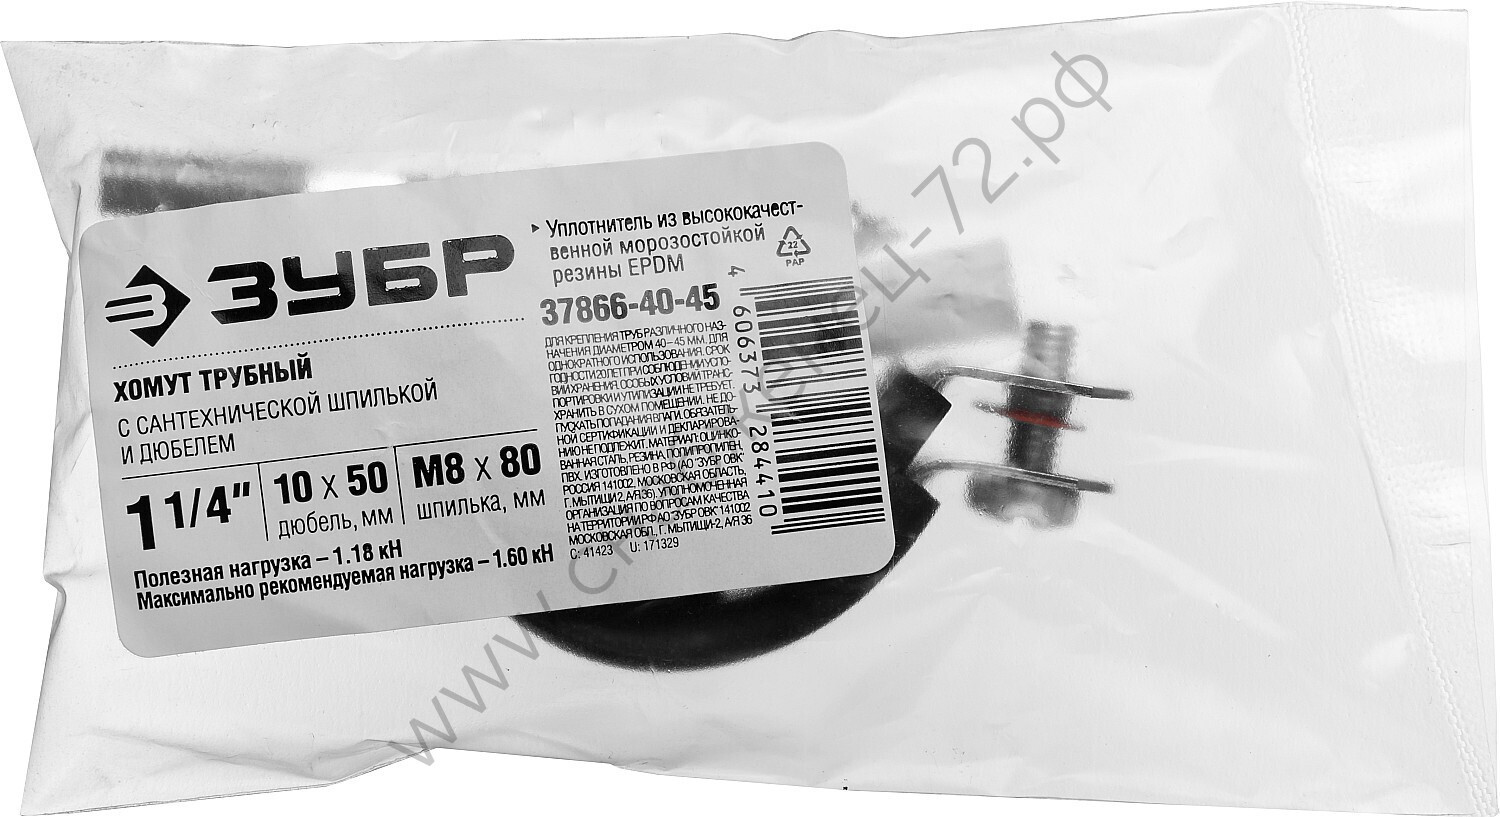 ЗУБР
ХОМУТ ТРУБНЫЙ
С САНТЕХНИЧЕСКОЙ ШПИЛЬКОЙ
И ДЮБЕЛЕМ
1 1/4"
10 x 50
дюбель, мм
М8 x 80
шпилька, мм
Полезная нагрузка – 1.18 кН
Максимально рекомендуемая нагрузка – 1.60 кН
▸ Уплотнитель из высококачест-
венной морозостойкой
резины EPDM
22
PAP
37866-40-45
ДЛЯ КРЕПЛЕНИЯ ТРУБ РАЗЛИЧНОГО НАЗ-
НАЧЕНИЯ ДИАМЕТРОМ 40–45 ММ. ДЛЯ
ОДНОКРАТНОГО ИСПОЛЬЗОВАНИЯ. СРОК
ГОДНОСТИ 20 ЛЕТ ПРИ СОБЛЮДЕНИИ УСЛО-
ВИЙ ХРАНЕНИЯ. ОСОБЫХ УСЛОВИЙ ТРАНС-
ПОРТИРОВКИ И УТИЛИЗАЦИИ НЕ ТРЕБУЕТ.
ХРАНИТЬ В СУХОМ ПОМЕЩЕНИИ. НЕ ДО-
ПУСКАТЬ ПОПАДАНИЯ ВЛАГИ. ОБЯЗАТЕЛЬ-
НОЙ СЕРТИФИКАЦИИ И ДЕКЛАРИРОВА-
НИЮ НЕ ПОДЛЕЖИТ. МАТЕРИАЛ: ОЦИНКО-
ВАННАЯ СТАЛЬ, РЕЗИНА, ПОЛИПРОПИЛЕН,
ПВХ. ИЗГОТОВЛЕНО В РФ (АО "ЗУБР ОВК"
РОССИЯ 141002, МОСКОВСКАЯ ОБЛАСТЬ,
Г. МЫТИЩИ 2, А/Я 36). УПОЛНОМОЧЕННАЯ
ОРГАНИЗАЦИЯ ПО ВОПРОСАМ КАЧЕСТВА
НА ТЕРРИТОРИИ РФ АО "ЗУБР ОВК" 141002
МОСКОВСКАЯ ОБЛ., Г. МЫТИЩИ-2, А/Я 36
C: 41423 U: 171329
4 606373 284410